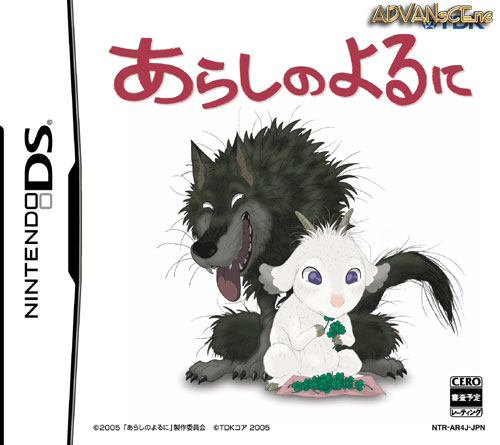 ADVANsCEne
TDK
あらしのよるに
NINTENDO DS
CERO
審査予定
レーティング
©2005 「あらしのよるに」製作委員会 ©TDKコア 2005
NTR-AR4J-JPN